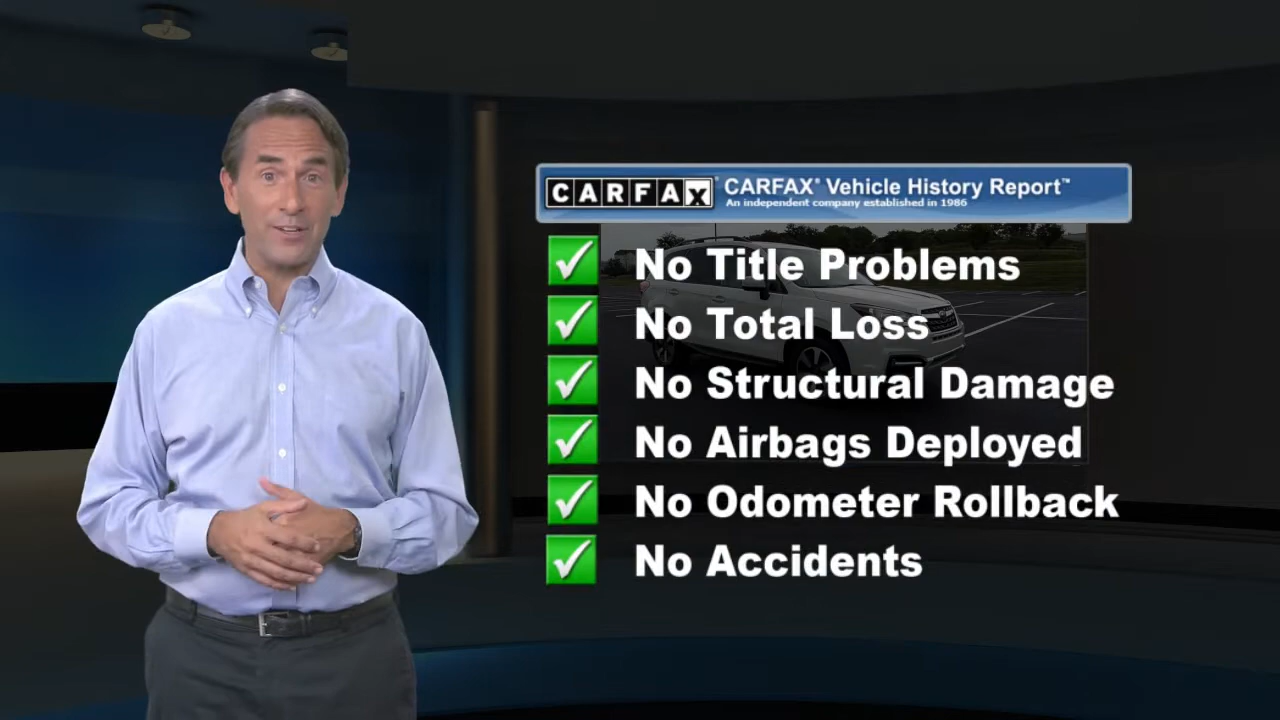 CARFAX® CARFAX® Vehicle History Report™
An independent company established in 1986
No Title Problems
No Total Loss
No Structural Damage
No Airbags Deployed
No Odometer Rollback
No Accidents